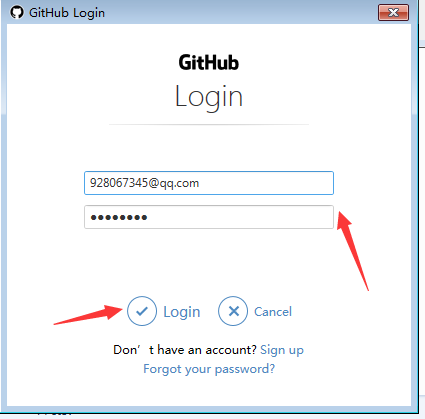 GitHub Login
GitHub
Login
928067345@qq.com
●●●●●●●●
Login
Cancel
Don’t have an account? Sign up
Forgot your password?